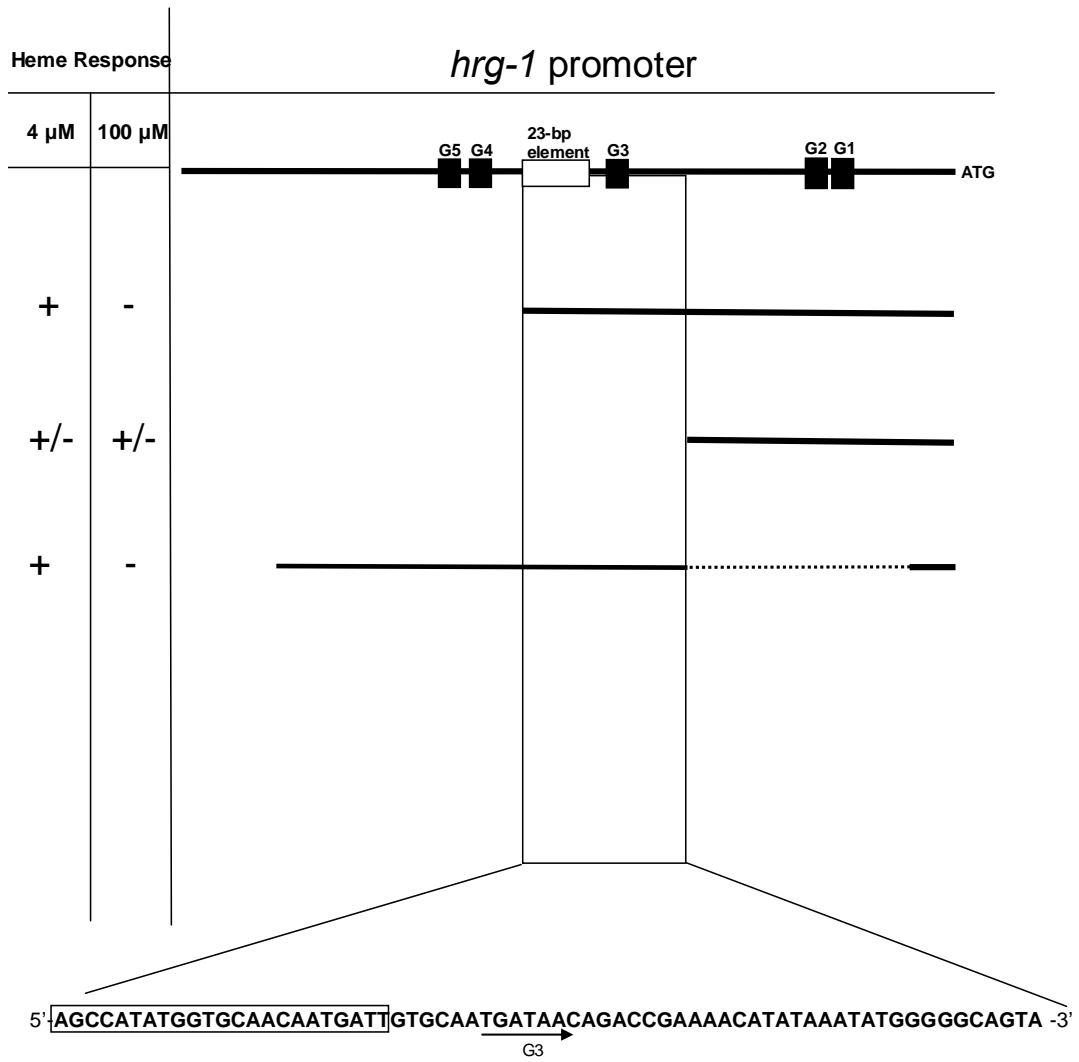 Heme Response
hrg-1 promoter
4 µM 100 µM
23-bp
element
G5 G4 G3 G2 G1
ATG
+ -
+/- +/-
+ -
5'-AGCCATATGGTGCAACAATGATTGTGCAATGATAACAGACCGAAAACATATAAATATGGGGGCAGTA -3'
G3